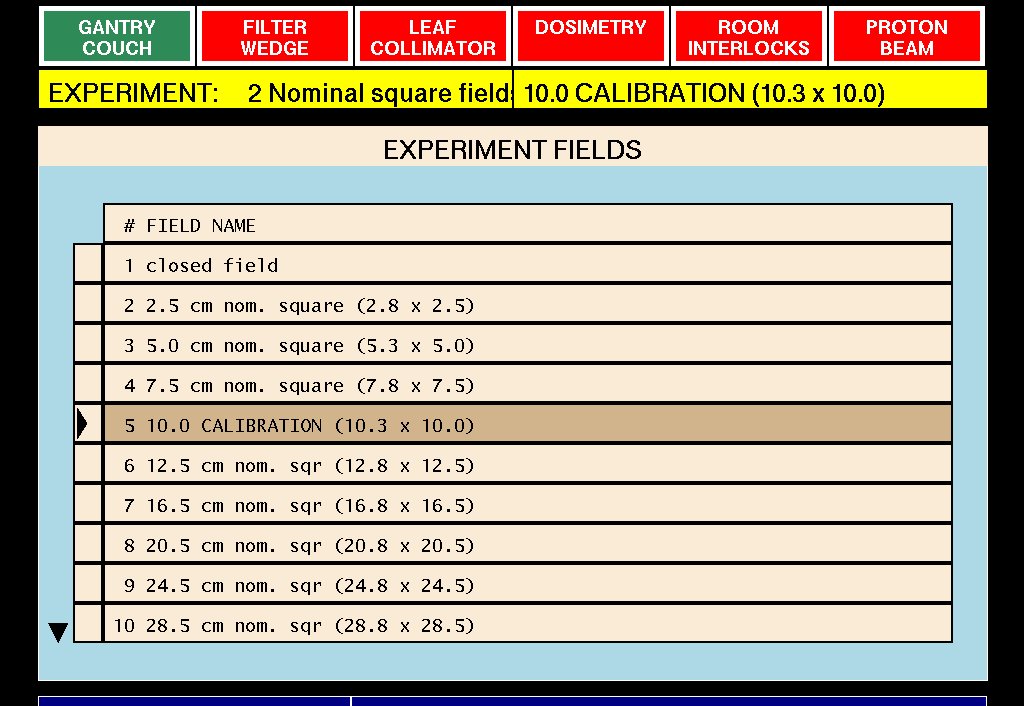 GANTRY COUCH
FILTER WEDGE
LEAF COLLIMATOR
DOSIMETRY
ROOM INTERLOCKS
PROTON BEAM
EXPERIMENT: 2 Nominal square field 10.0 CALIBRATION (10.3 x 10.0)
EXPERIMENT FIELDS
# FIELD NAME
1 closed field
2 2.5 cm nom. square (2.8 x 2.5)
3 5.0 cm nom. square (5.3 x 5.0)
4 7.5 cm nom. square (7.8 x 7.5)
5 10.0 CALIBRATION (10.3 x 10.0)
6 12.5 cm nom. sqr (12.8 x 12.5)
7 16.5 cm nom. sqr (16.8 x 16.5)
8 20.5 cm nom. sqr (20.8 x 20.5)
9 24.5 cm nom. sqr (24.8 x 24.5)
10 28.5 cm nom. sqr (28.8 x 28.5)